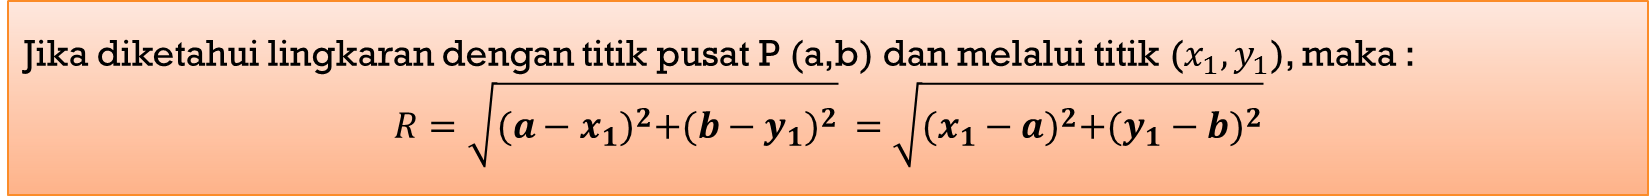 Jika diketahui lingkaran dengan titik pusat P (a,b) dan melalui titik (𝑥₁, 𝑦₁), maka :
𝑅 = √((𝒂 − 𝒙₁)²+(𝒃 − 𝒚₁)²) = √((𝒙₁ − 𝒂)²+(𝒚₁ − 𝒃)²)